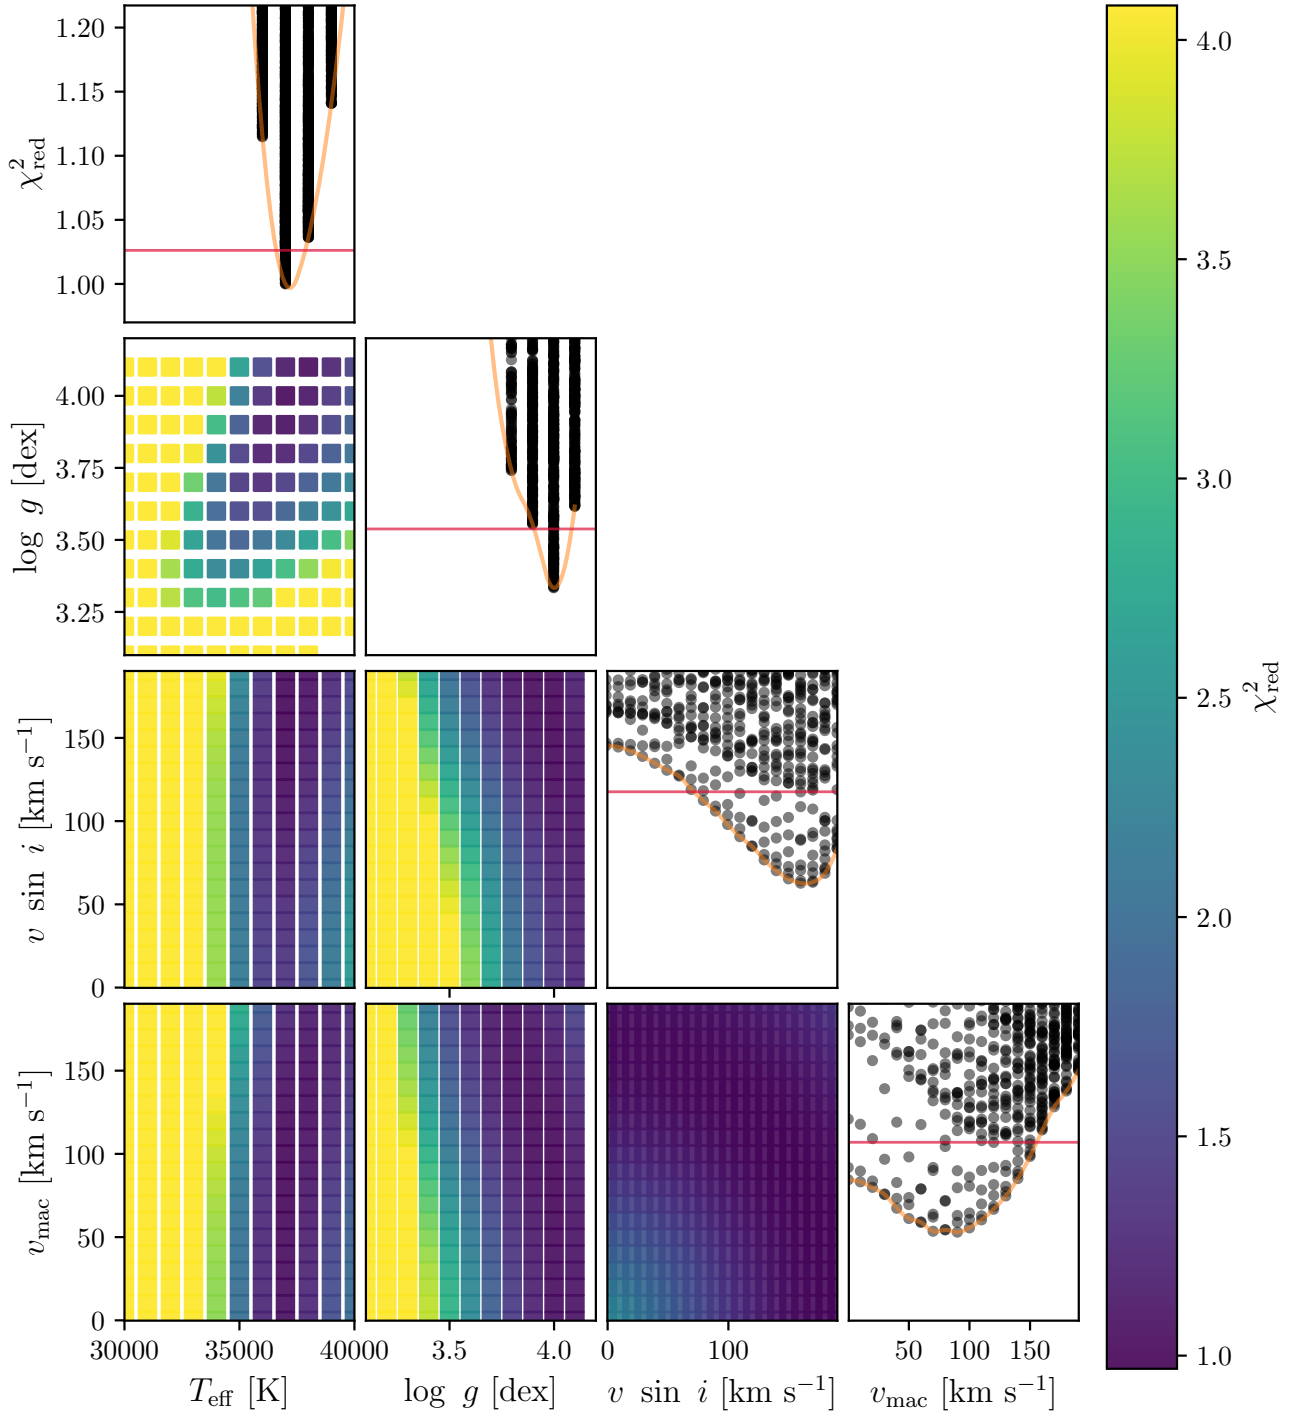 1.20
1.15
1.10
1.05
1.00
χ²red
4.00
3.75
3.50
3.25
log g [dex]
150
100
50
0
v sin i [km s⁻¹]
150
100
50
0
vmac [km s⁻¹]
30000 35000 40000
3.5 4.0
0 100
50 100 150
Teff [K]
log g [dex]
v sin i [km s⁻¹]
vmac [km s⁻¹]
4.0
3.5
3.0
2.5
2.0
1.5
1.0
χ²red